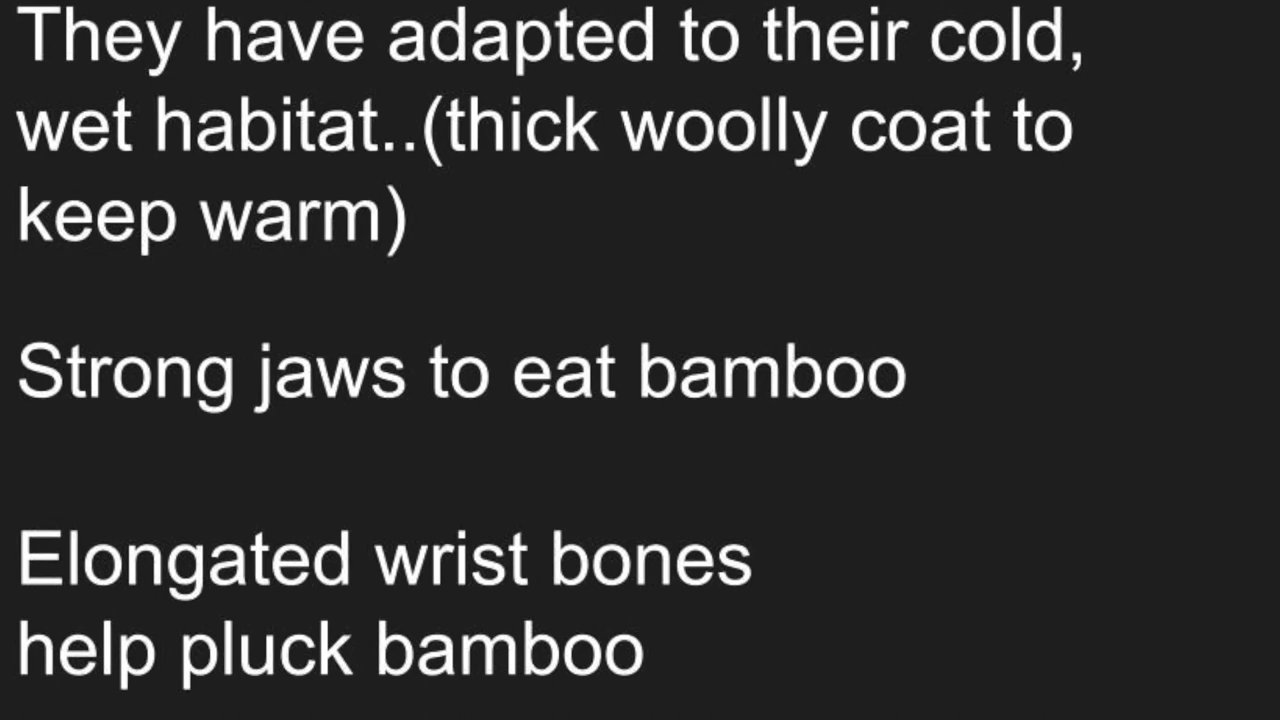 They have adapted to their cold,
wet habitat..(thick woolly coat to
keep warm)
Strong jaws to eat bamboo
Elongated wrist bones
help pluck bamboo